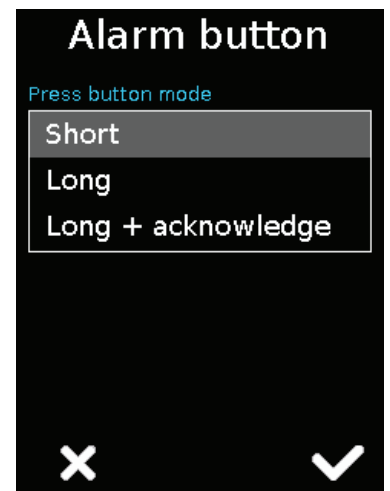 Alarm button
Press button mode
Short
Long
Long + acknowledge